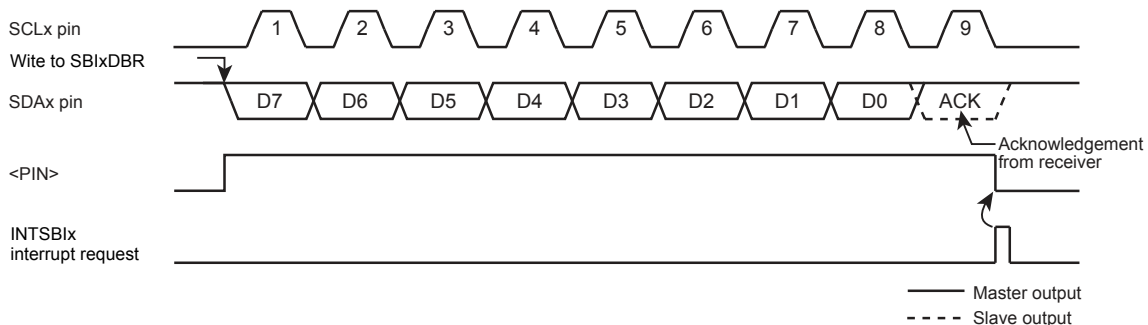 SCLx pin
1 2 3 4 5 6 7 8 9
Wite to SBIxDBR
SDAx pin
D7 D6 D5 D4 D3 D2 D1 D0 ACK
Acknowledgement
from receiver
<PIN>
INTSBIx
interrupt request
Master output
Slave output